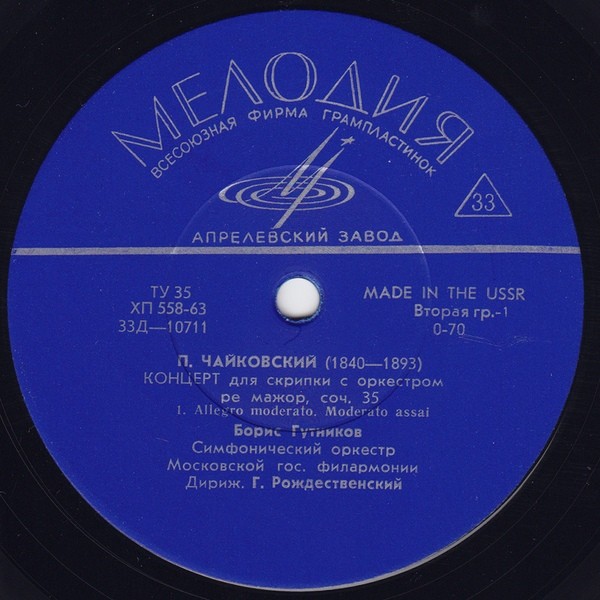 МЕЛОДИЯ
ВСЕСОЮЗНАЯ ФИРМА ГРАМПЛАСТИНОК
33
АПРЕЛЕВСКИЙ ЗАВОД
ТУ 35
ХП 558-63
33Д—10711
MADE IN THE USSR
Вторая гр.-1
0-70
П. ЧАЙКОВСКИЙ (1840—1893)
КОНЦЕРТ для скрипки с оркестром
ре мажор, соч. 35
1. Allegro moderato. Moderato assai
Борис Гутников
Симфонический оркестр
Московской гос. филармонии
Дириж. Г. Рождественский